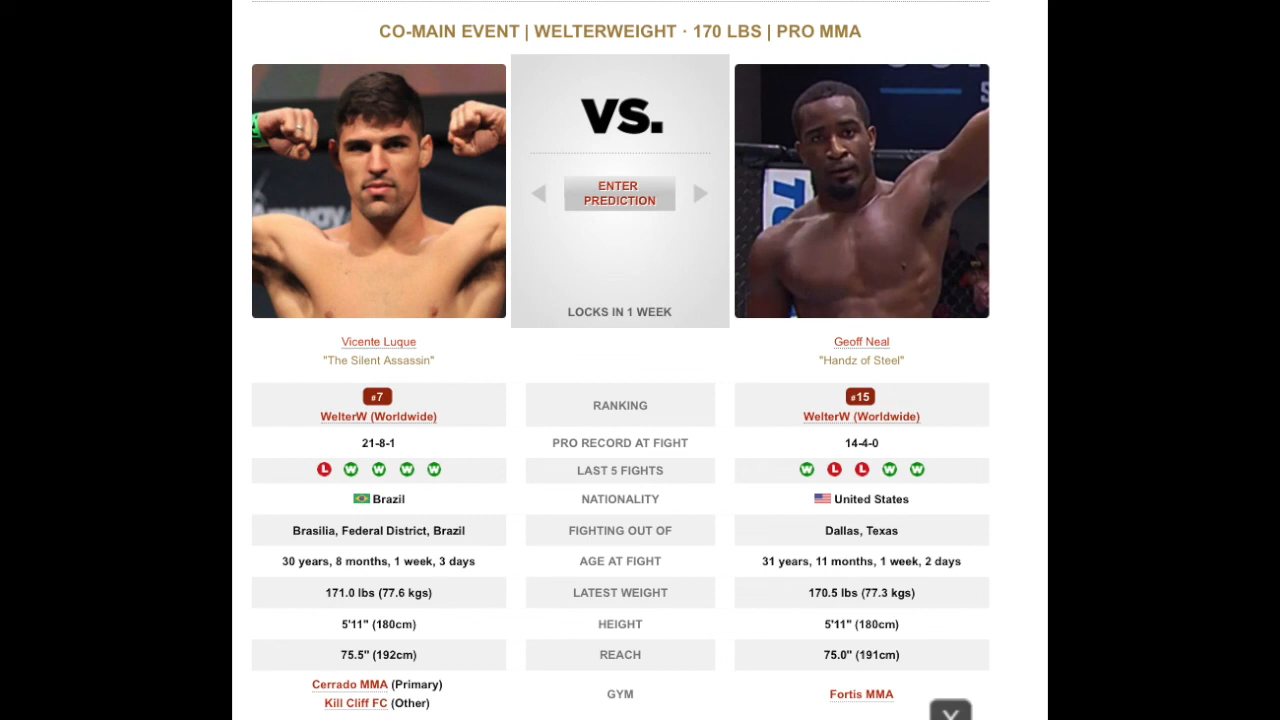 CO-MAIN EVENT | WELTERWEIGHT · 170 LBS | PRO MMA
VS.
ENTER
PREDICTION
LOCKS IN 1 WEEK
Vicente Luque
Geoff Neal
"The Silent Assassin"
"Handz of Steel"
#7
WelterW (Worldwide)
RANKING
#15
WelterW (Worldwide)
21-8-1 PRO RECORD AT FIGHT 14-4-0
L W W W W LAST 5 FIGHTS W L L W W
Brazil NATIONALITY United States
Brasilia, Federal District, Brazil FIGHTING OUT OF Dallas, Texas
30 years, 8 months, 1 week, 3 days AGE AT FIGHT 31 years, 11 months, 1 week, 2 days
171.0 lbs (77.6 kgs) LATEST WEIGHT 170.5 lbs (77.3 kgs)
5'11" (180cm) HEIGHT 5'11" (180cm)
75.5" (192cm) REACH 75.0" (191cm)
Cerrado MMA (Primary)
Kill Cliff FC (Other)
GYM
Fortis MMA
X